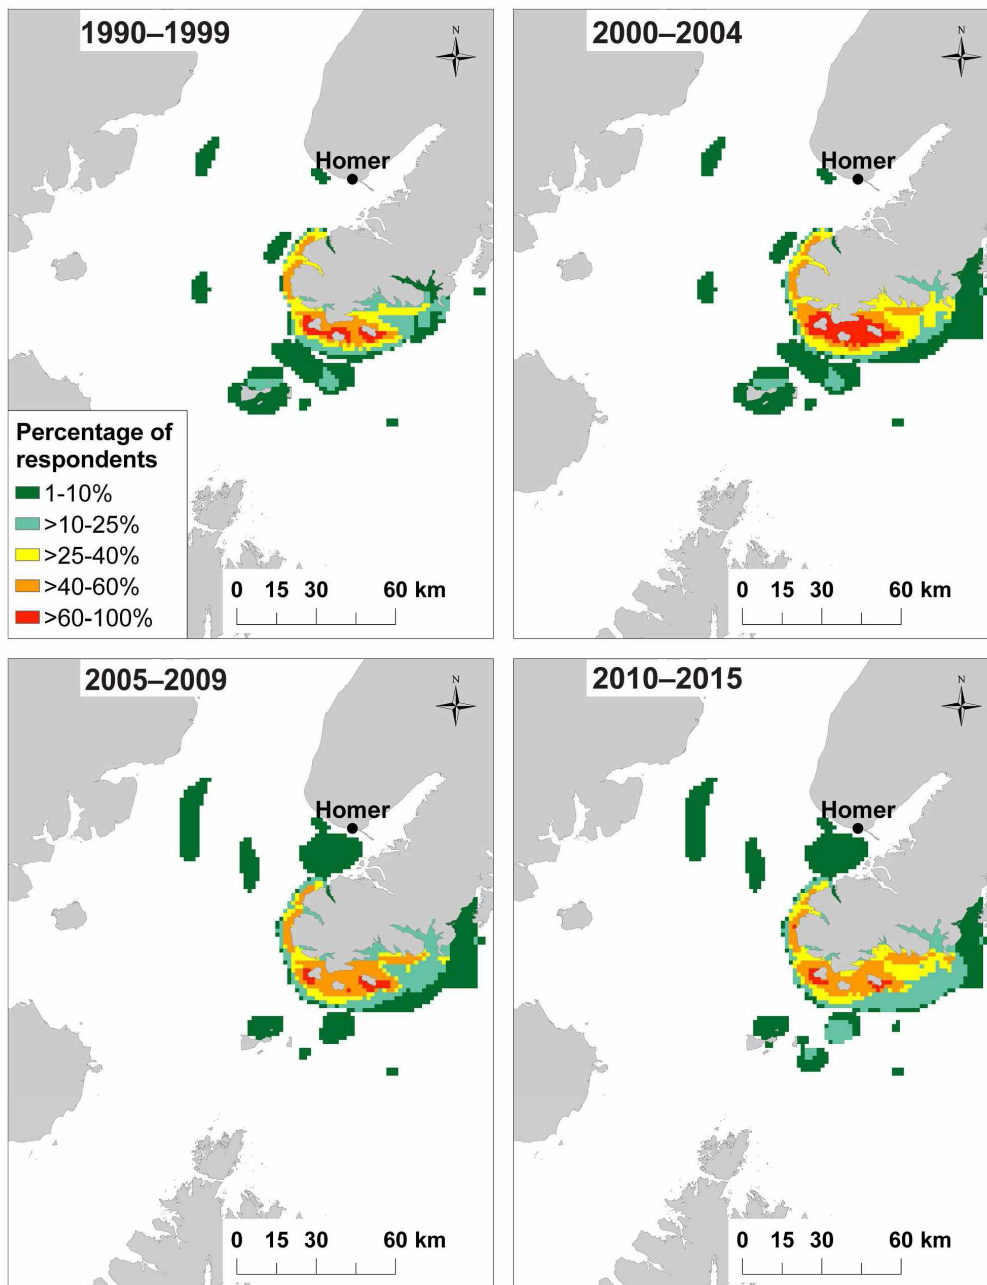 1990–1999
N
Homer
Percentage of
respondents
1-10%
>10-25%
>25-40%
>40-60%
>60-100%
0 15 30 60 km
2000–2004
N
Homer
0 15 30 60 km
2005–2009
N
Homer
0 15 30 60 km
2010–2015
N
Homer
0 15 30 60 km